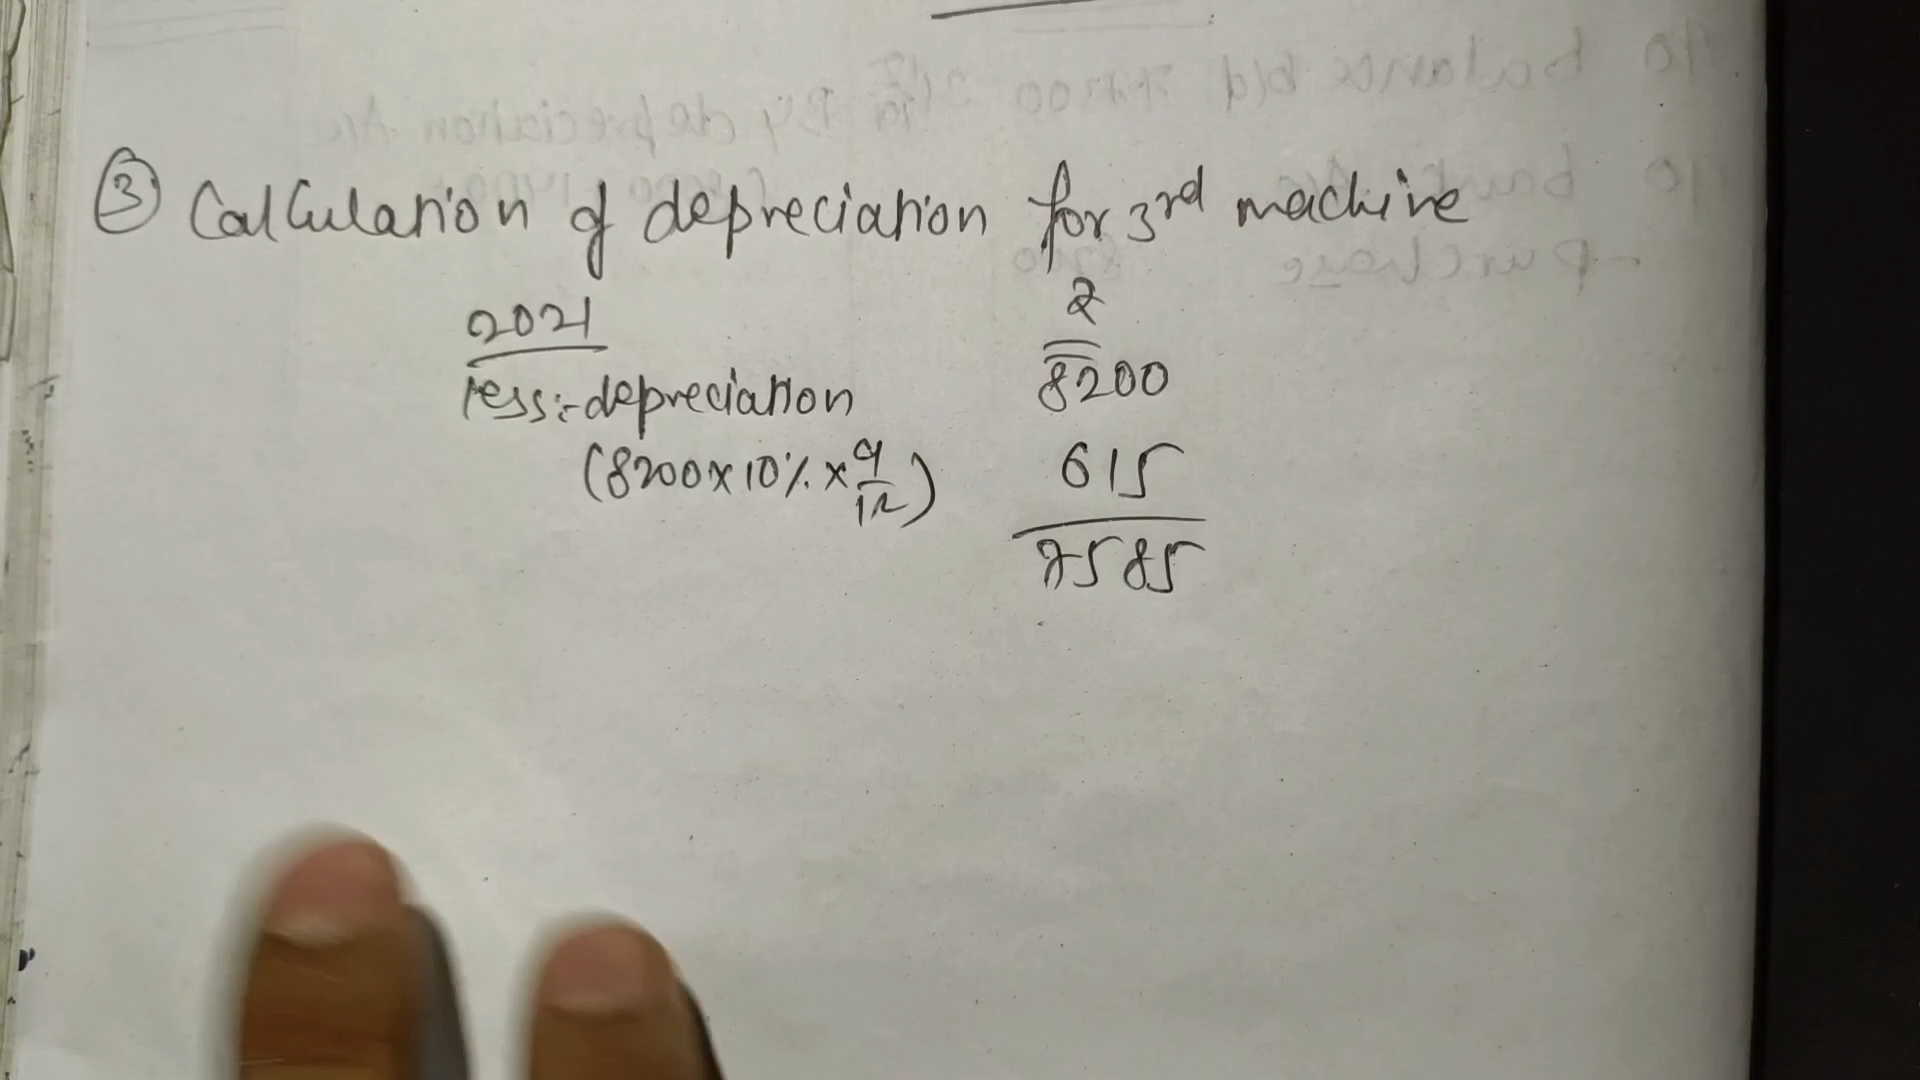 ③ Calculation of depreciation for 3rd machine
2021 ₹
8200
less:- depreciation
(8200 x 10% x 9/12) 615
7585